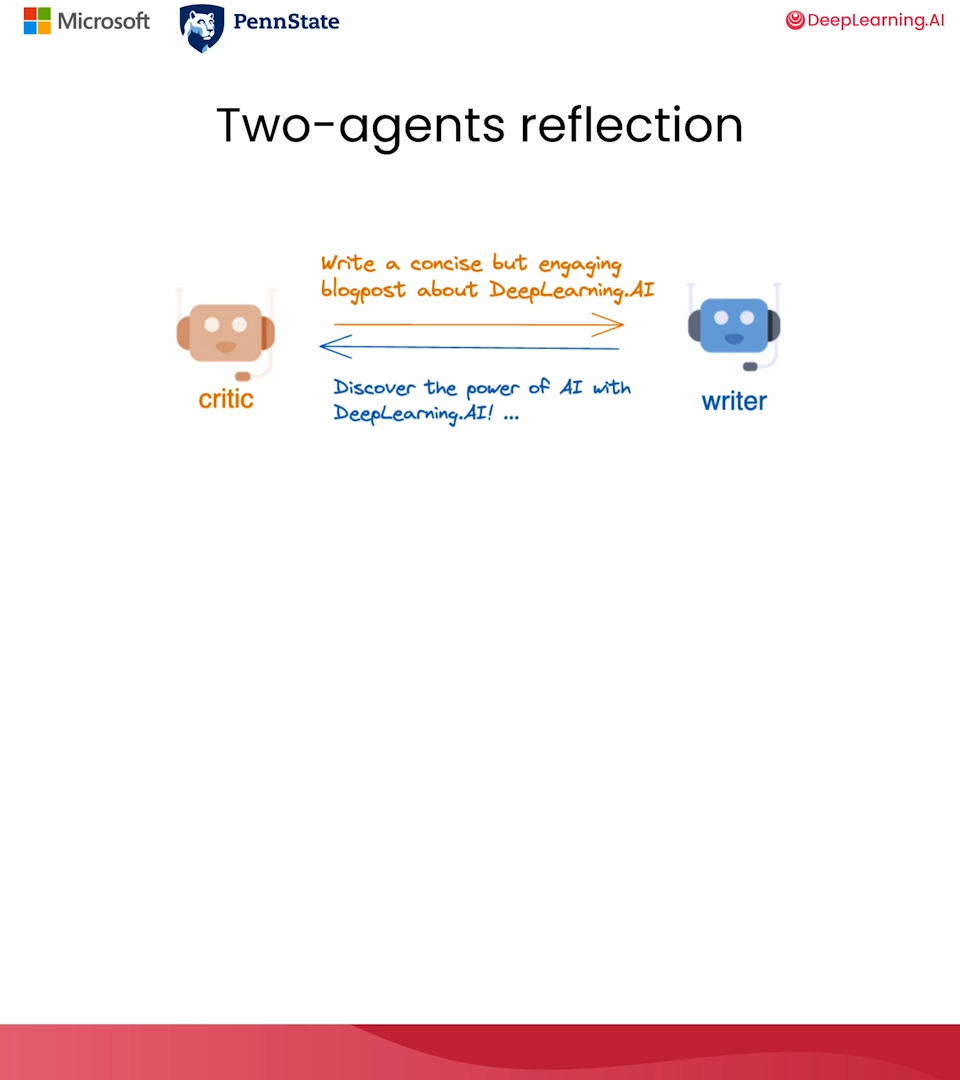 Microsoft
PennState
DeepLearning.AI
Two-agents reflection
Write a concise but engaging
blogpost about DeepLearning.AI
critic
Discover the power of AI with
DeepLearning.AI! ...
writer